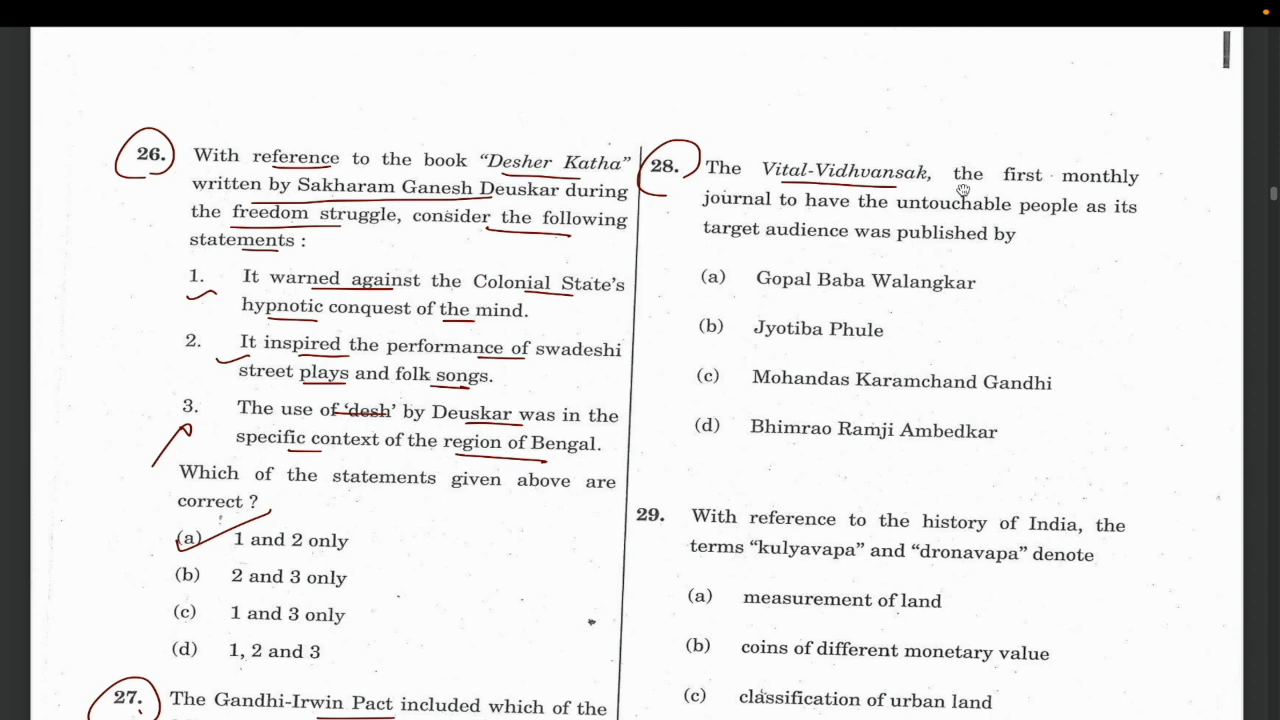 26. With reference to the book “Desher Katha”
written by Sakharam Ganesh Deuskar during
the freedom struggle, consider the following
statements :
1. It warned against the Colonial State’s
hypnotic conquest of the mind.
2. It inspired the performance of swadeshi
street plays and folk songs.
3. The use of ‘desh’ by Deuskar was in the
specific context of the region of Bengal.
Which of the statements given above are
correct ?
(a) 1 and 2 only
(b) 2 and 3 only
(c) 1 and 3 only
(d) 1, 2 and 3
27. The Gandhi-Irwin Pact included which of the
28. The Vital-Vidhvansak, the first monthly
journal to have the untouchable people as its
target audience was published by
(a) Gopal Baba Walangkar
(b) Jyotiba Phule
(c) Mohandas Karamchand Gandhi
(d) Bhimrao Ramji Ambedkar
29. With reference to the history of India, the
terms “kulyavapa” and “dronavapa” denote
(a) measurement of land
(b) coins of different monetary value
(c) classification of urban land